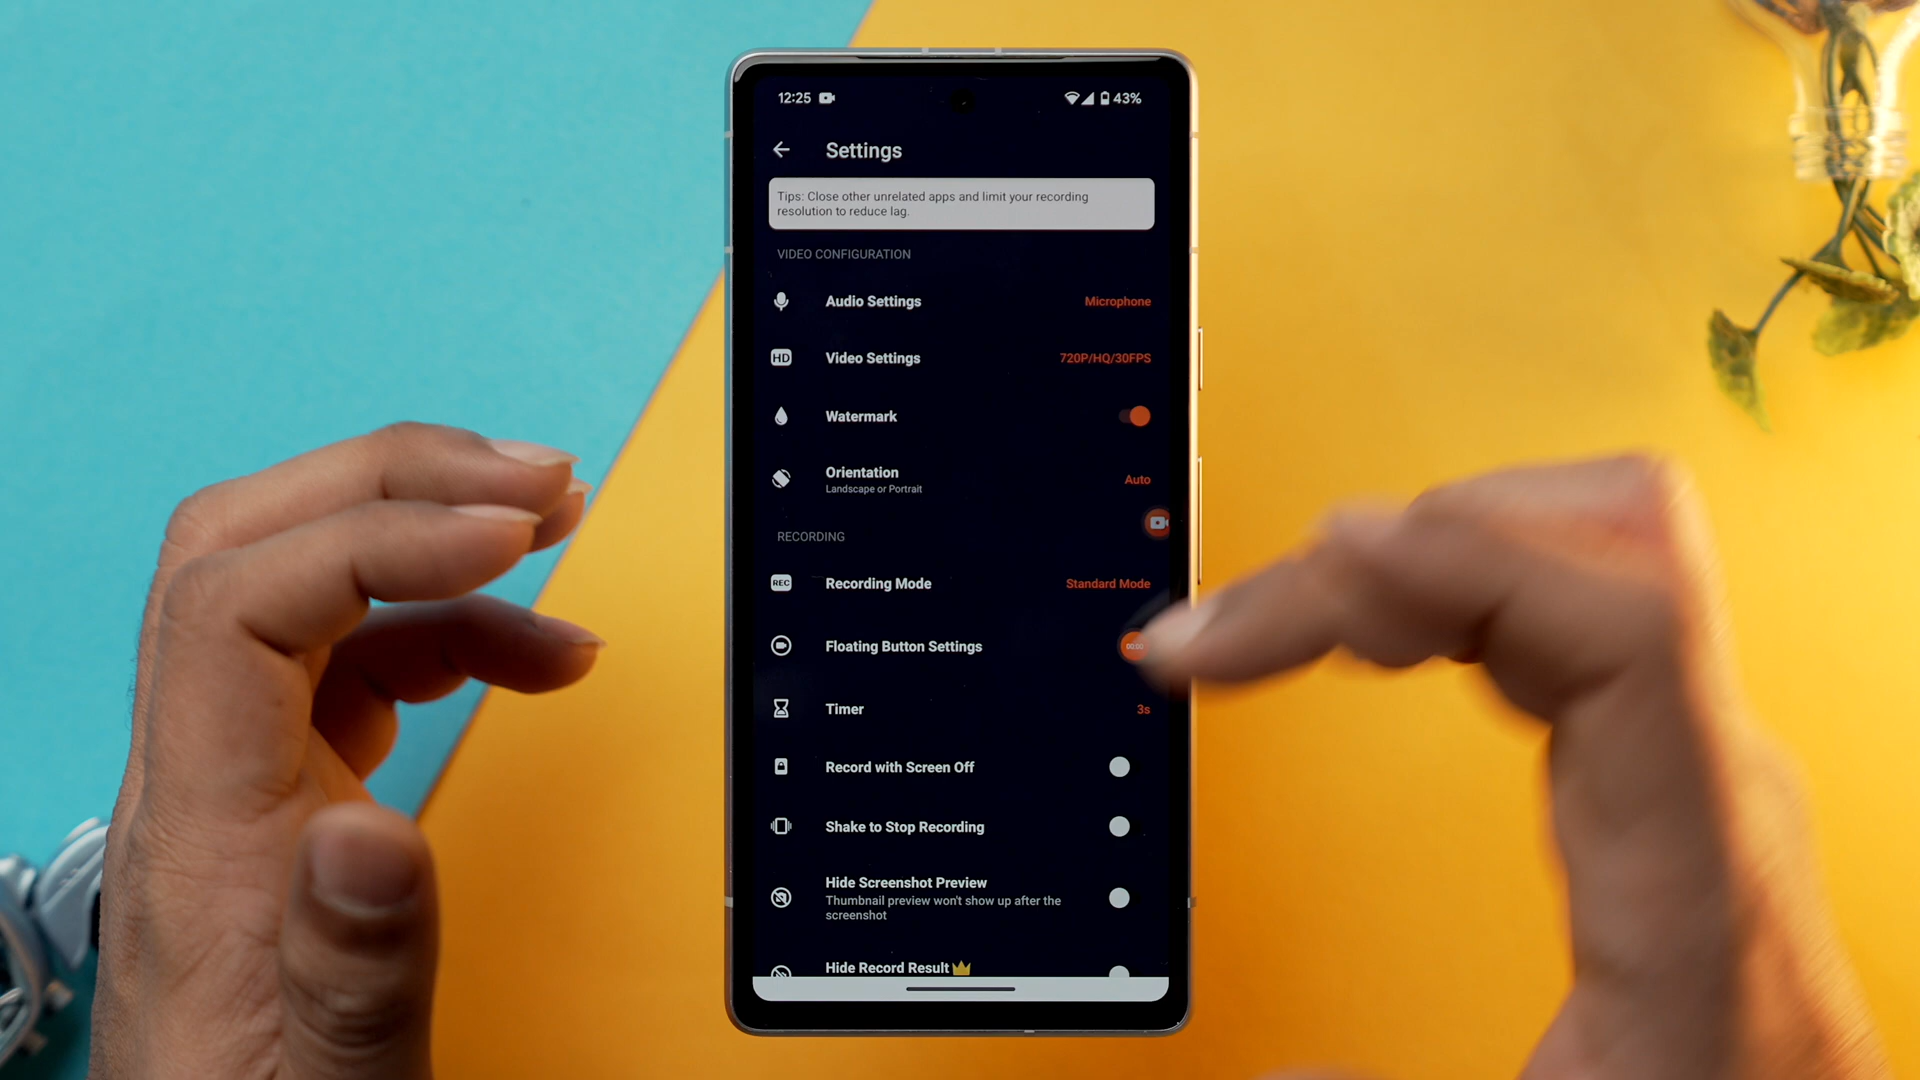 12:25 43%
Settings
Tips: Close other unrelated apps and limit your recording
resolution to reduce lag.
VIDEO CONFIGURATION
Audio Settings Microphone
HD Video Settings 720P/HQ/30FPS
Watermark
Orientation
Landscape or Portrait
Auto
RECORDING
REC Recording Mode Standard Mode
Floating Button Settings 00:00
Timer 3s
Record with Screen Off
Shake to Stop Recording
Hide Screenshot Preview
Thumbnail preview won't show up after the
screenshot
Hide Record Result